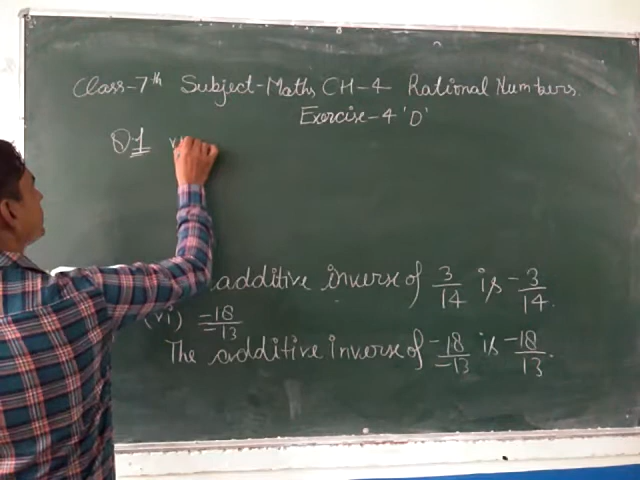 Class-7th Subject-Maths CH-4 Rational Numbers.
Exercise-4 'D'
Q1
additive inverse of 3/14 is -3/14.
(vi) -18/-13
The additive inverse of -18/-13 is -18/13.